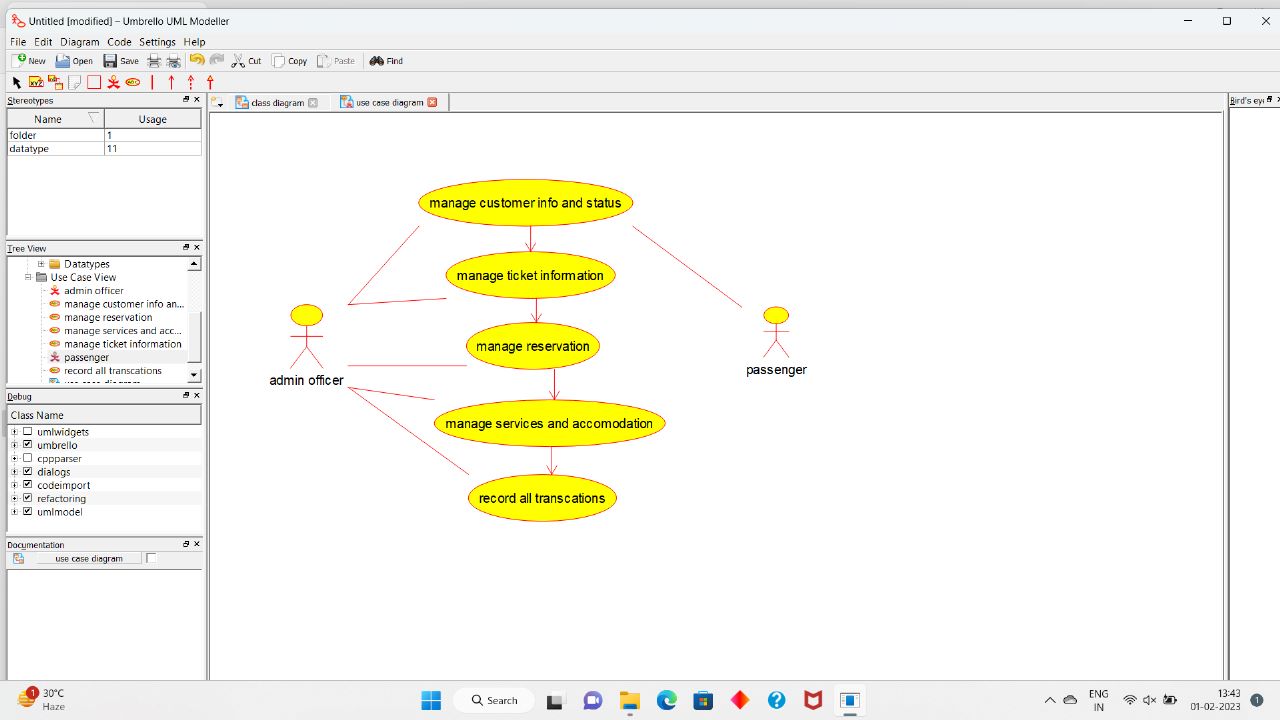 Untitled [modified] – Umbrello UML Modeller
File Edit Diagram Code Settings Help
New Open Save Cut Copy Paste Find
Stereotypes
Name Usage
folder 1
datatype 11
Tree View
Datatypes
Use Case View
admin officer
manage customer info an...
manage reservation
manage services and acc...
manage ticket information
passenger
record all transcations
Debug
Class Name
umlwidgets
umbrello
cppparser
dialogs
codeimport
refactoring
umlmodel
Documentation
use case diagram
class diagram use case diagram
manage customer info and status
manage ticket information
manage reservation
manage services and accomodation
record all transcations
admin officer
passenger
Bird's ey
1
30°C
Haze
Search
ENG
IN
13:43
01-02-2023
1